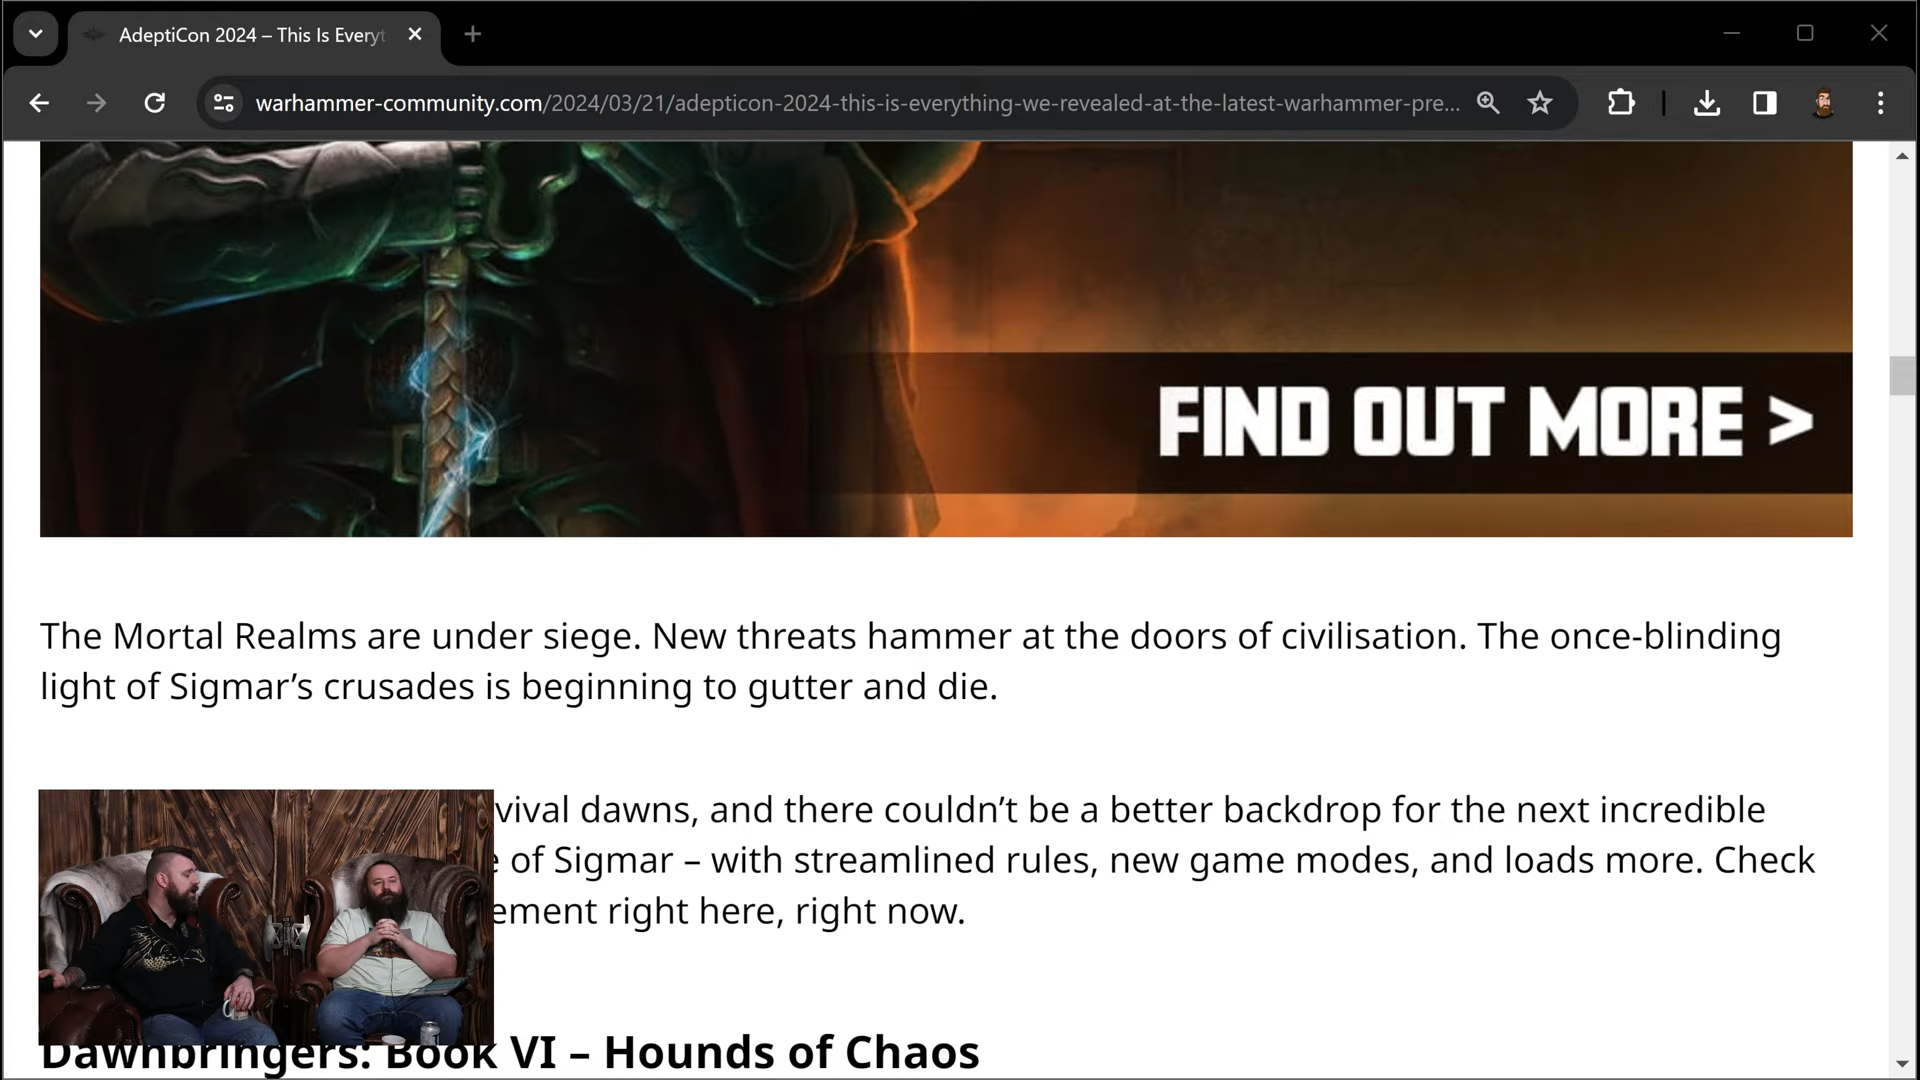 AdeptiCon 2024 – This Is Everyt
warhammer-community.com/2024/03/21/adepticon-2024-this-is-everything-we-revealed-at-the-latest-warhammer-pre...
FIND OUT MORE >
The Mortal Realms are under siege. New threats hammer at the doors of civilisation. The once-blinding
light of Sigmar’s crusades is beginning to gutter and die.
vival dawns, and there couldn’t be a better backdrop for the next incredible
e of Sigmar – with streamlined rules, new game modes, and loads more. Check
ement right here, right now.
Dawnbringers: Book VI – Hounds of Chaos